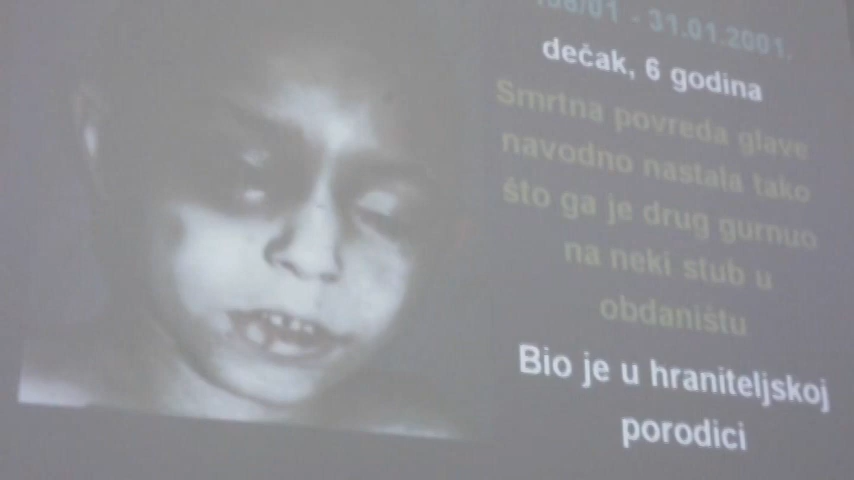 - 31.01.2001.
dečak, 6 godina
Smrtna povreda glave
navodno nastala tako
što ga je drug gurnuo
na neki stub u
obdaništu
Bio je u hraniteljskoj
porodici